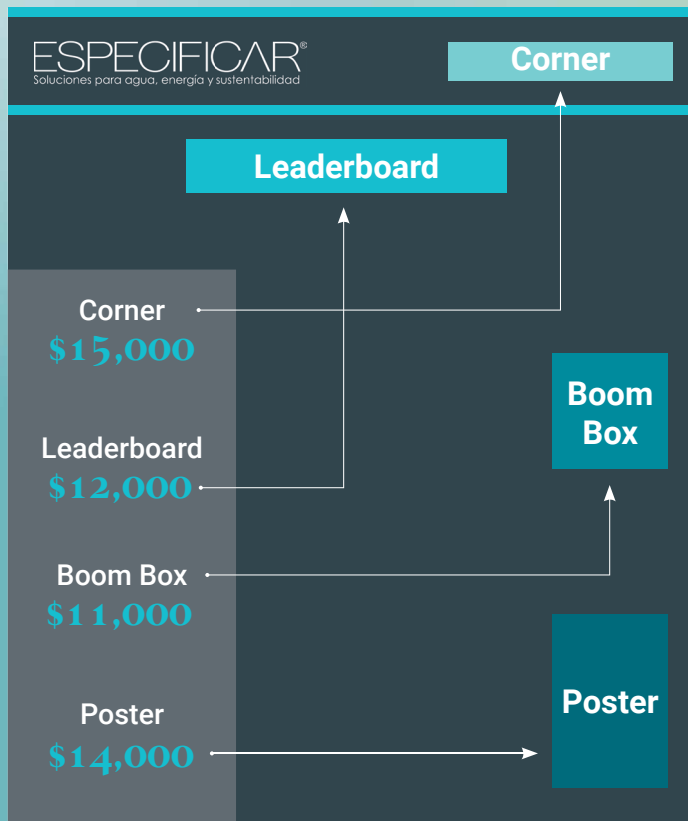 ESPECIFICAR®
Soluciones para agua, energía y sustentabilidad
Corner
Leaderboard
Corner
$15,000
Leaderboard
$12,000
Boom Box
$11,000
Poster
$14,000
Boom
Box
Poster